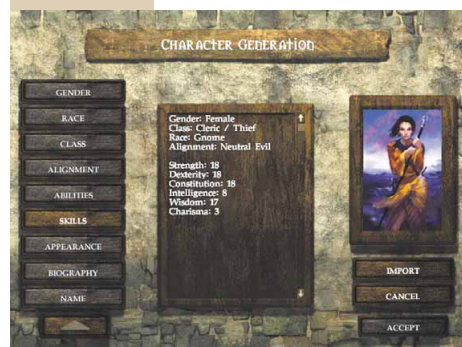 CHARACTER GENERATION
GENDER
RACE
CLASS
ALIGNMENT
ABILITIES
SKILLS
APPEARANCE
BIOGRAPHY
NAME
Gender: Female
Class: Cleric / Thief
Race: Gnome
Alignment: Neutral Evil
Strength: 18
Dexterity: 18
Constitution: 18
Intelligence: 8
Wisdom: 17
Charisma: 3
IMPORT
CANCEL
ACCEPT